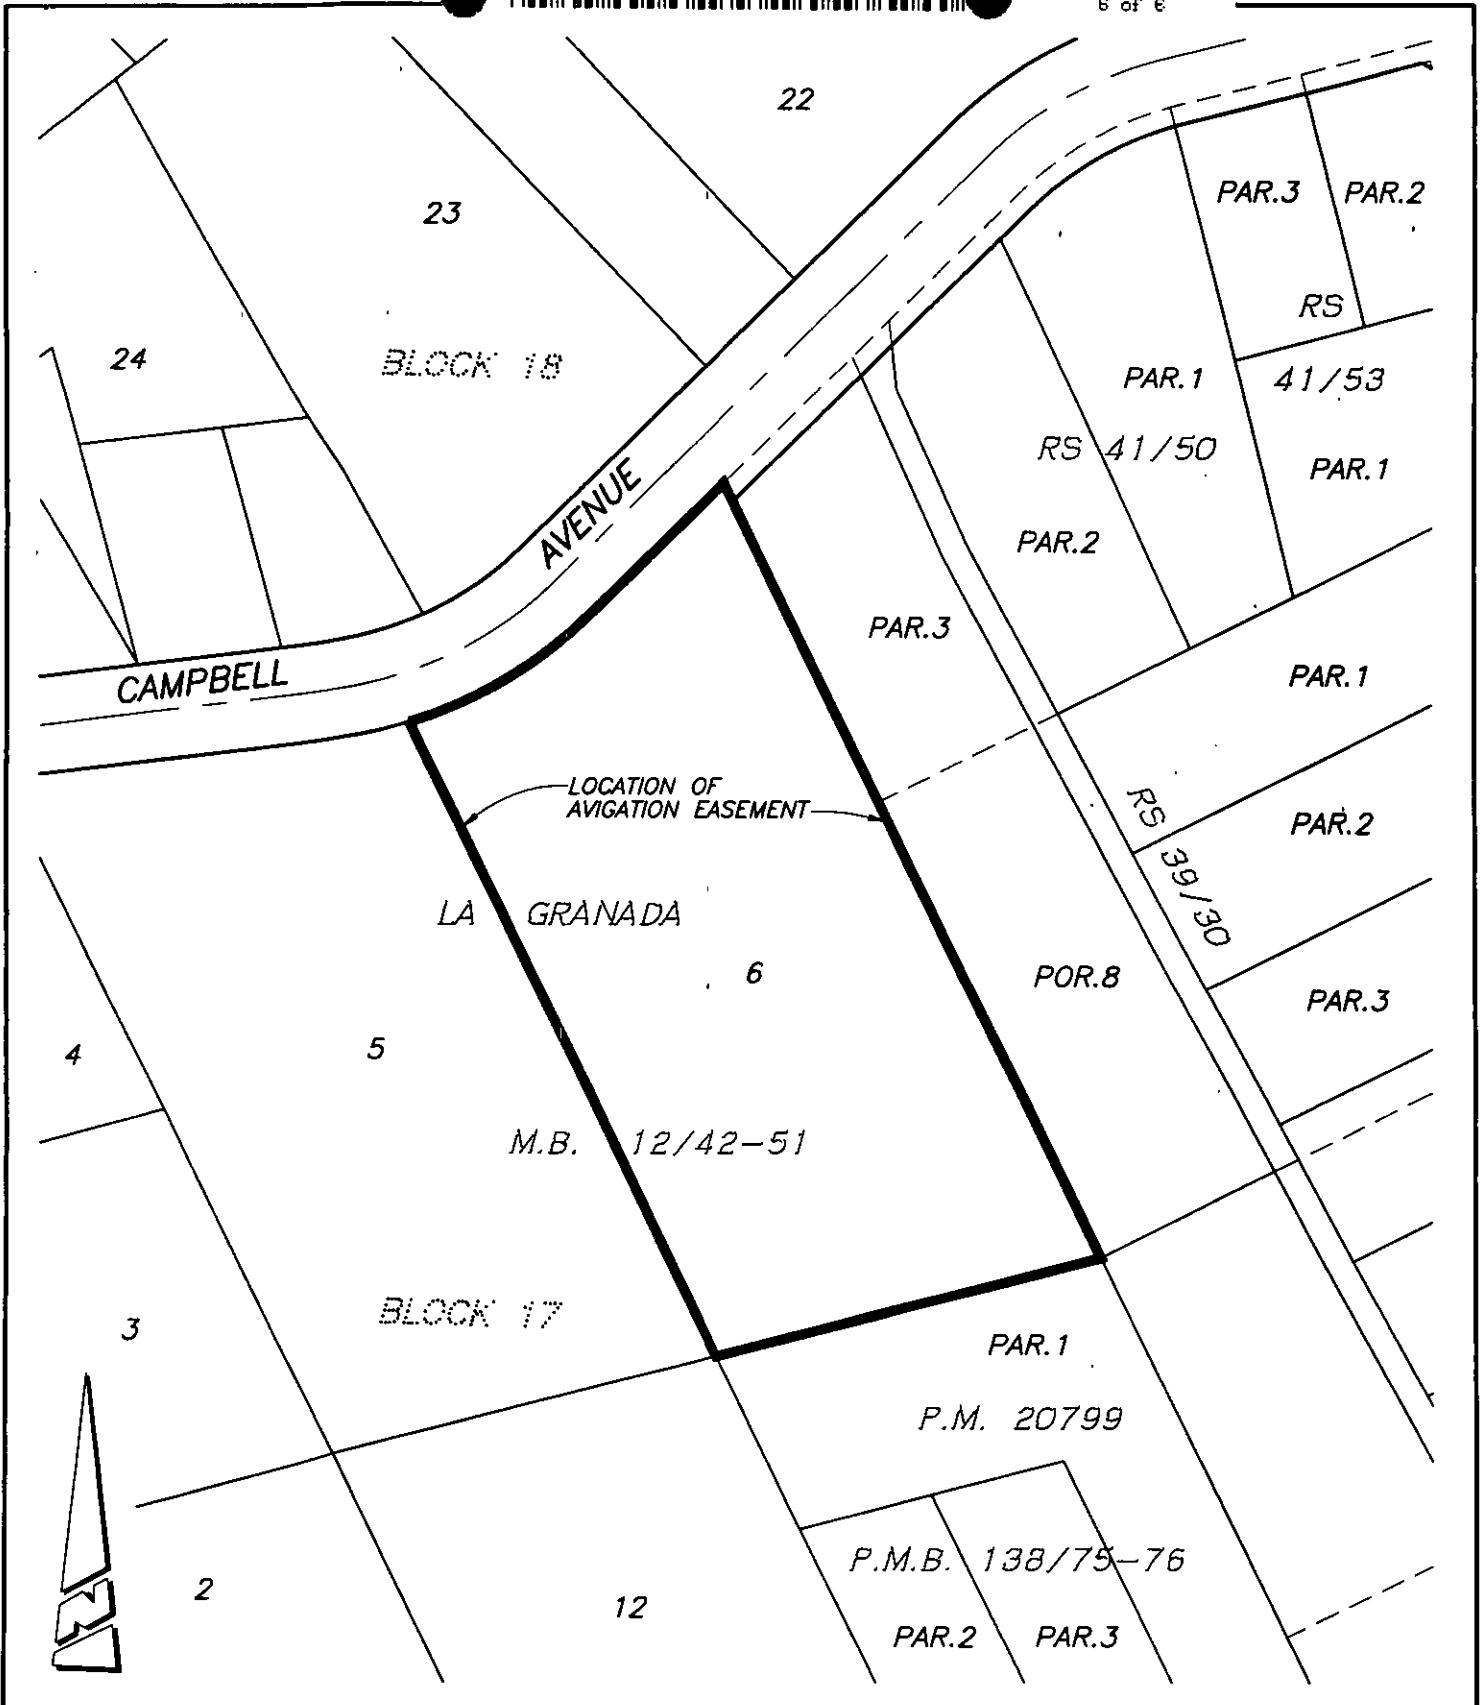 6 of 6
22
23
PAR.3
PAR.2
RS
24
BLOCK 18
PAR.1
41/53
RS 41/50
PAR.1
AVENUE
PAR.2
PAR.3
CAMPBELL
PAR.1
LOCATION OF
AVIGATION EASEMENT
RS 39/30
PAR.2
LA GRANADA
6
POR.8
PAR.3
5
4
M.B. 12/42-51
BLOCK 17
3
PAR.1
P.M. 20799
P.M.B. 138/75-76
2
12
PAR.2
PAR.3
N